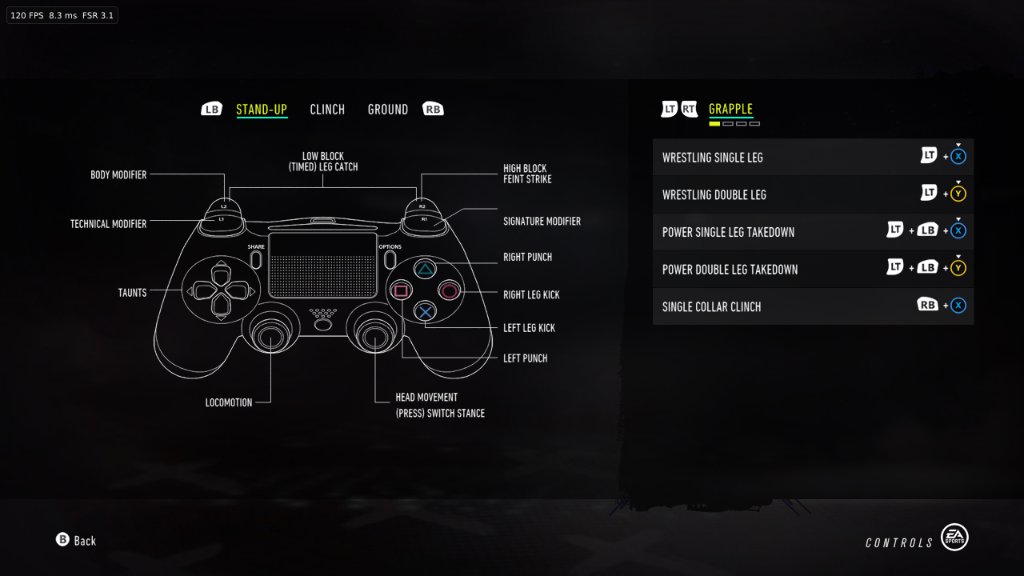 120 FPS 8.3 ms FSR 3.1
LB STAND-UP CLINCH GROUND RB
LOW BLOCK
(TIMED) LEG CATCH
BODY MODIFIER
HIGH BLOCK
FEINT STRIKE
L2
R2
TECHNICAL MODIFIER
L1
R1
SIGNATURE MODIFIER
SHARE
OPTIONS
RIGHT PUNCH
TAUNTS
RIGHT LEG KICK
LEFT LEG KICK
LEFT PUNCH
LOCOMOTION
HEAD MOVEMENT
(PRESS) SWITCH STANCE
LT RT GRAPPLE
WRESTLING SINGLE LEG LT + X
WRESTLING DOUBLE LEG LT + Y
POWER SINGLE LEG TAKEDOWN LT + LB + X
POWER DOUBLE LEG TAKEDOWN LT + LB + Y
SINGLE COLLAR CLINCH RB + X
B Back
CONTROLS EA SPORTS